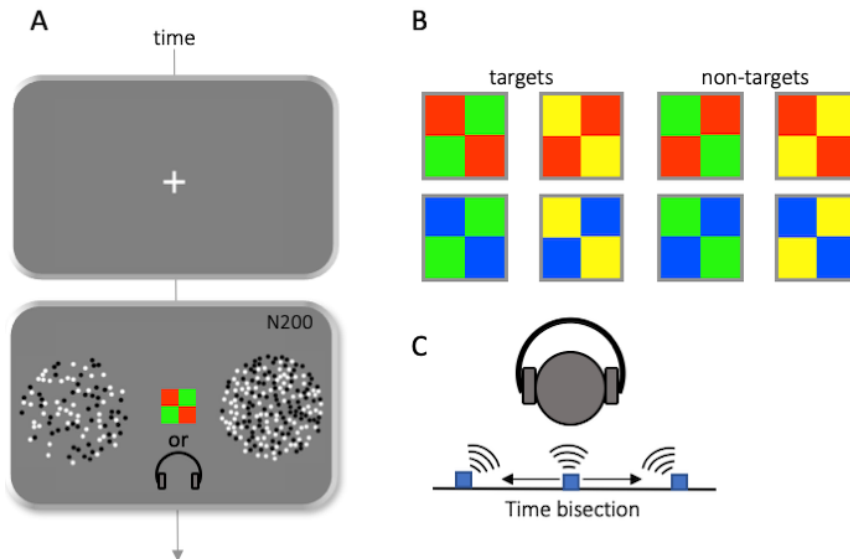 A
time
N200
or
B
targets non-targets
C
Time bisection